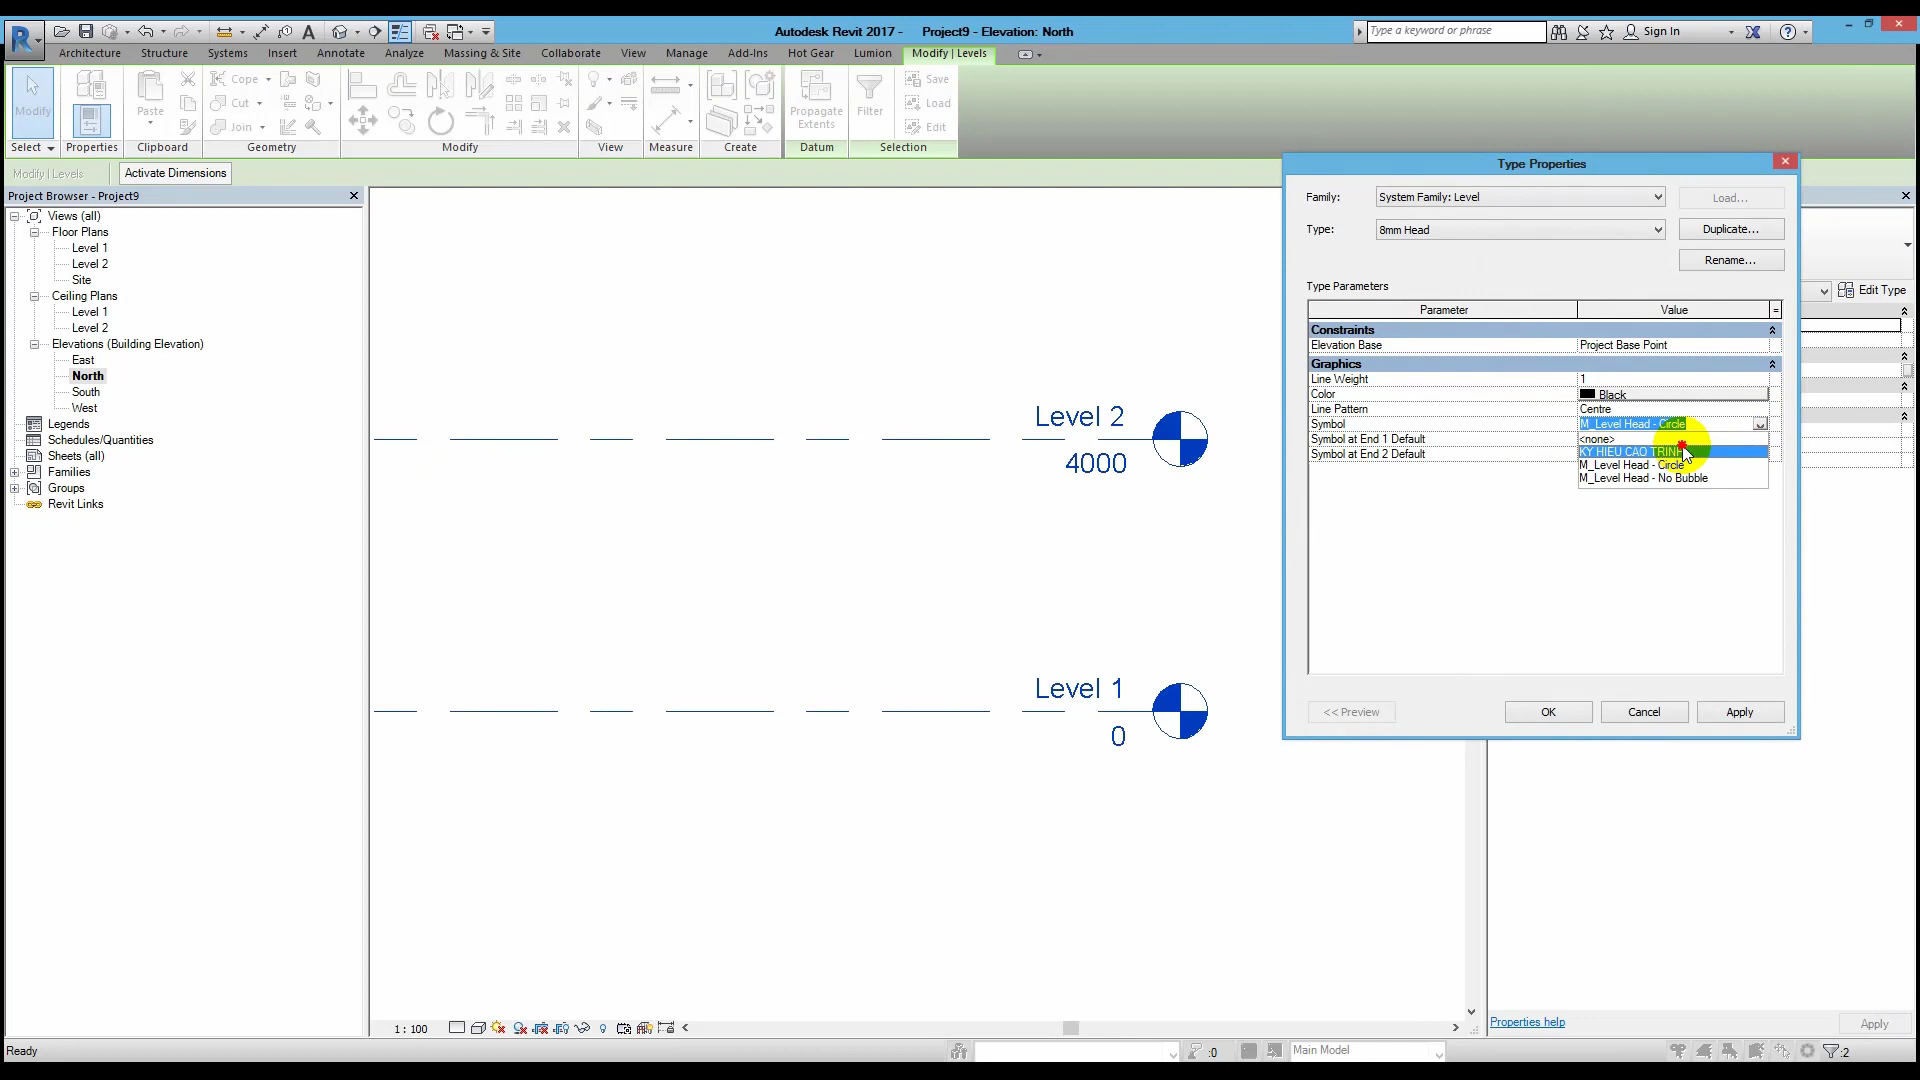 Autodesk Revit 2017 - Project9 - Elevation: North
Type a keyword or phrase
Sign In
Architecture Structure Systems Insert Annotate Analyze Massing & Site Collaborate View Manage Add-Ins Hot Gear Lumion Modify | Levels
Modify
Paste
Cope
Cut
Join
Propagate
Extents
Filter
Save
Load
Edit
Select Properties Clipboard Geometry Modify View Measure Create Datum Selection
Modify | Levels
Activate Dimensions
Project Browser - Project9
Views (all)
Floor Plans
Level 1
Level 2
Site
Ceiling Plans
Level 1
Level 2
Elevations (Building Elevation)
East
North
South
West
Legends
Schedules/Quantities
Sheets (all)
Families
Groups
Revit Links
Level 2
4000
Level 1
0
Type Properties
Family:
System Family: Level
Load...
Type:
8mm Head
Duplicate...
Rename...
Type Parameters
Parameter Value =
Constraints
Elevation Base Project Base Point
Graphics
Line Weight 1
Color Black
Line Pattern Centre
Symbol M_Level Head - Circle
Symbol at End 1 Default
Symbol at End 2 Default
<none>
KY HIEU CAO TRINH
M_Level Head - Circle
M_Level Head - No Bubble
<< Preview
OK
Cancel
Apply
Edit Type
Properties help
Apply
1 : 100
Ready
:0
Main Model
:2